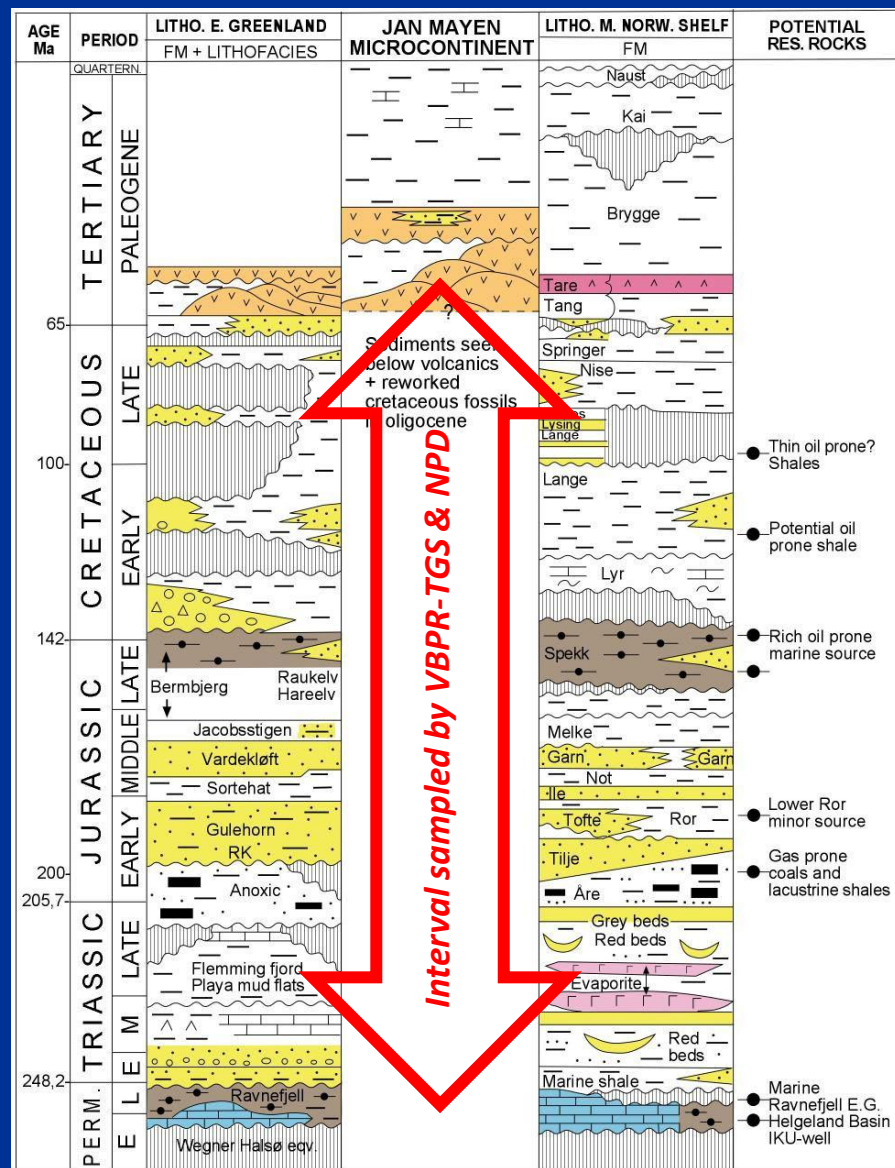 AGE
Ma
PERIOD
LITHO. E. GREENLAND
FM + LITHOFACIES
JAN MAYEN
MICROCONTINENT
LITHO. M. NORW. SHELF
FM
POTENTIAL
RES. ROCKS
QUARTERN.
TERTIARY
PALEOGENE
CRETACEOUS
LATE
EARLY
JURASSIC
LATE
MIDDLE
EARLY
TRIASSIC
LATE
M
E
PERM.
L
E
65
100
142
200
205,7
248,2
Bermbjerg
Raukelv
Hareelv
Jacobsstigen
Vardekløft
Sortehat
Gulehorn
RK
Anoxic
Flemming fjord
Playa mud flats
Ravnefjell
Wegner Halsø eqv.
?
Sediments see
below volcanics
+ reworked
cretaceous fossils
oligocene
Interval sampled by VBPR-TGS & NPD
Naust
Kai
Brygge
Tare
Tang
Springer
Nise
Lysing
Lange
Lange
Lyr
Spekk
Melke
Garn
Garn
Not
Ile
Tofte
Ror
Tilje
Åre
Grey beds
Red beds
Evaporite
Red
beds
Marine shale
Thin oil prone?
Shales
Potential oil
prone shale
Rich oil prone
marine source
Lower Ror
minor source
Gas prone
coals and
lacustrine shales
Marine
Ravnefjell E.G.
Helgeland Basin
IKU-well